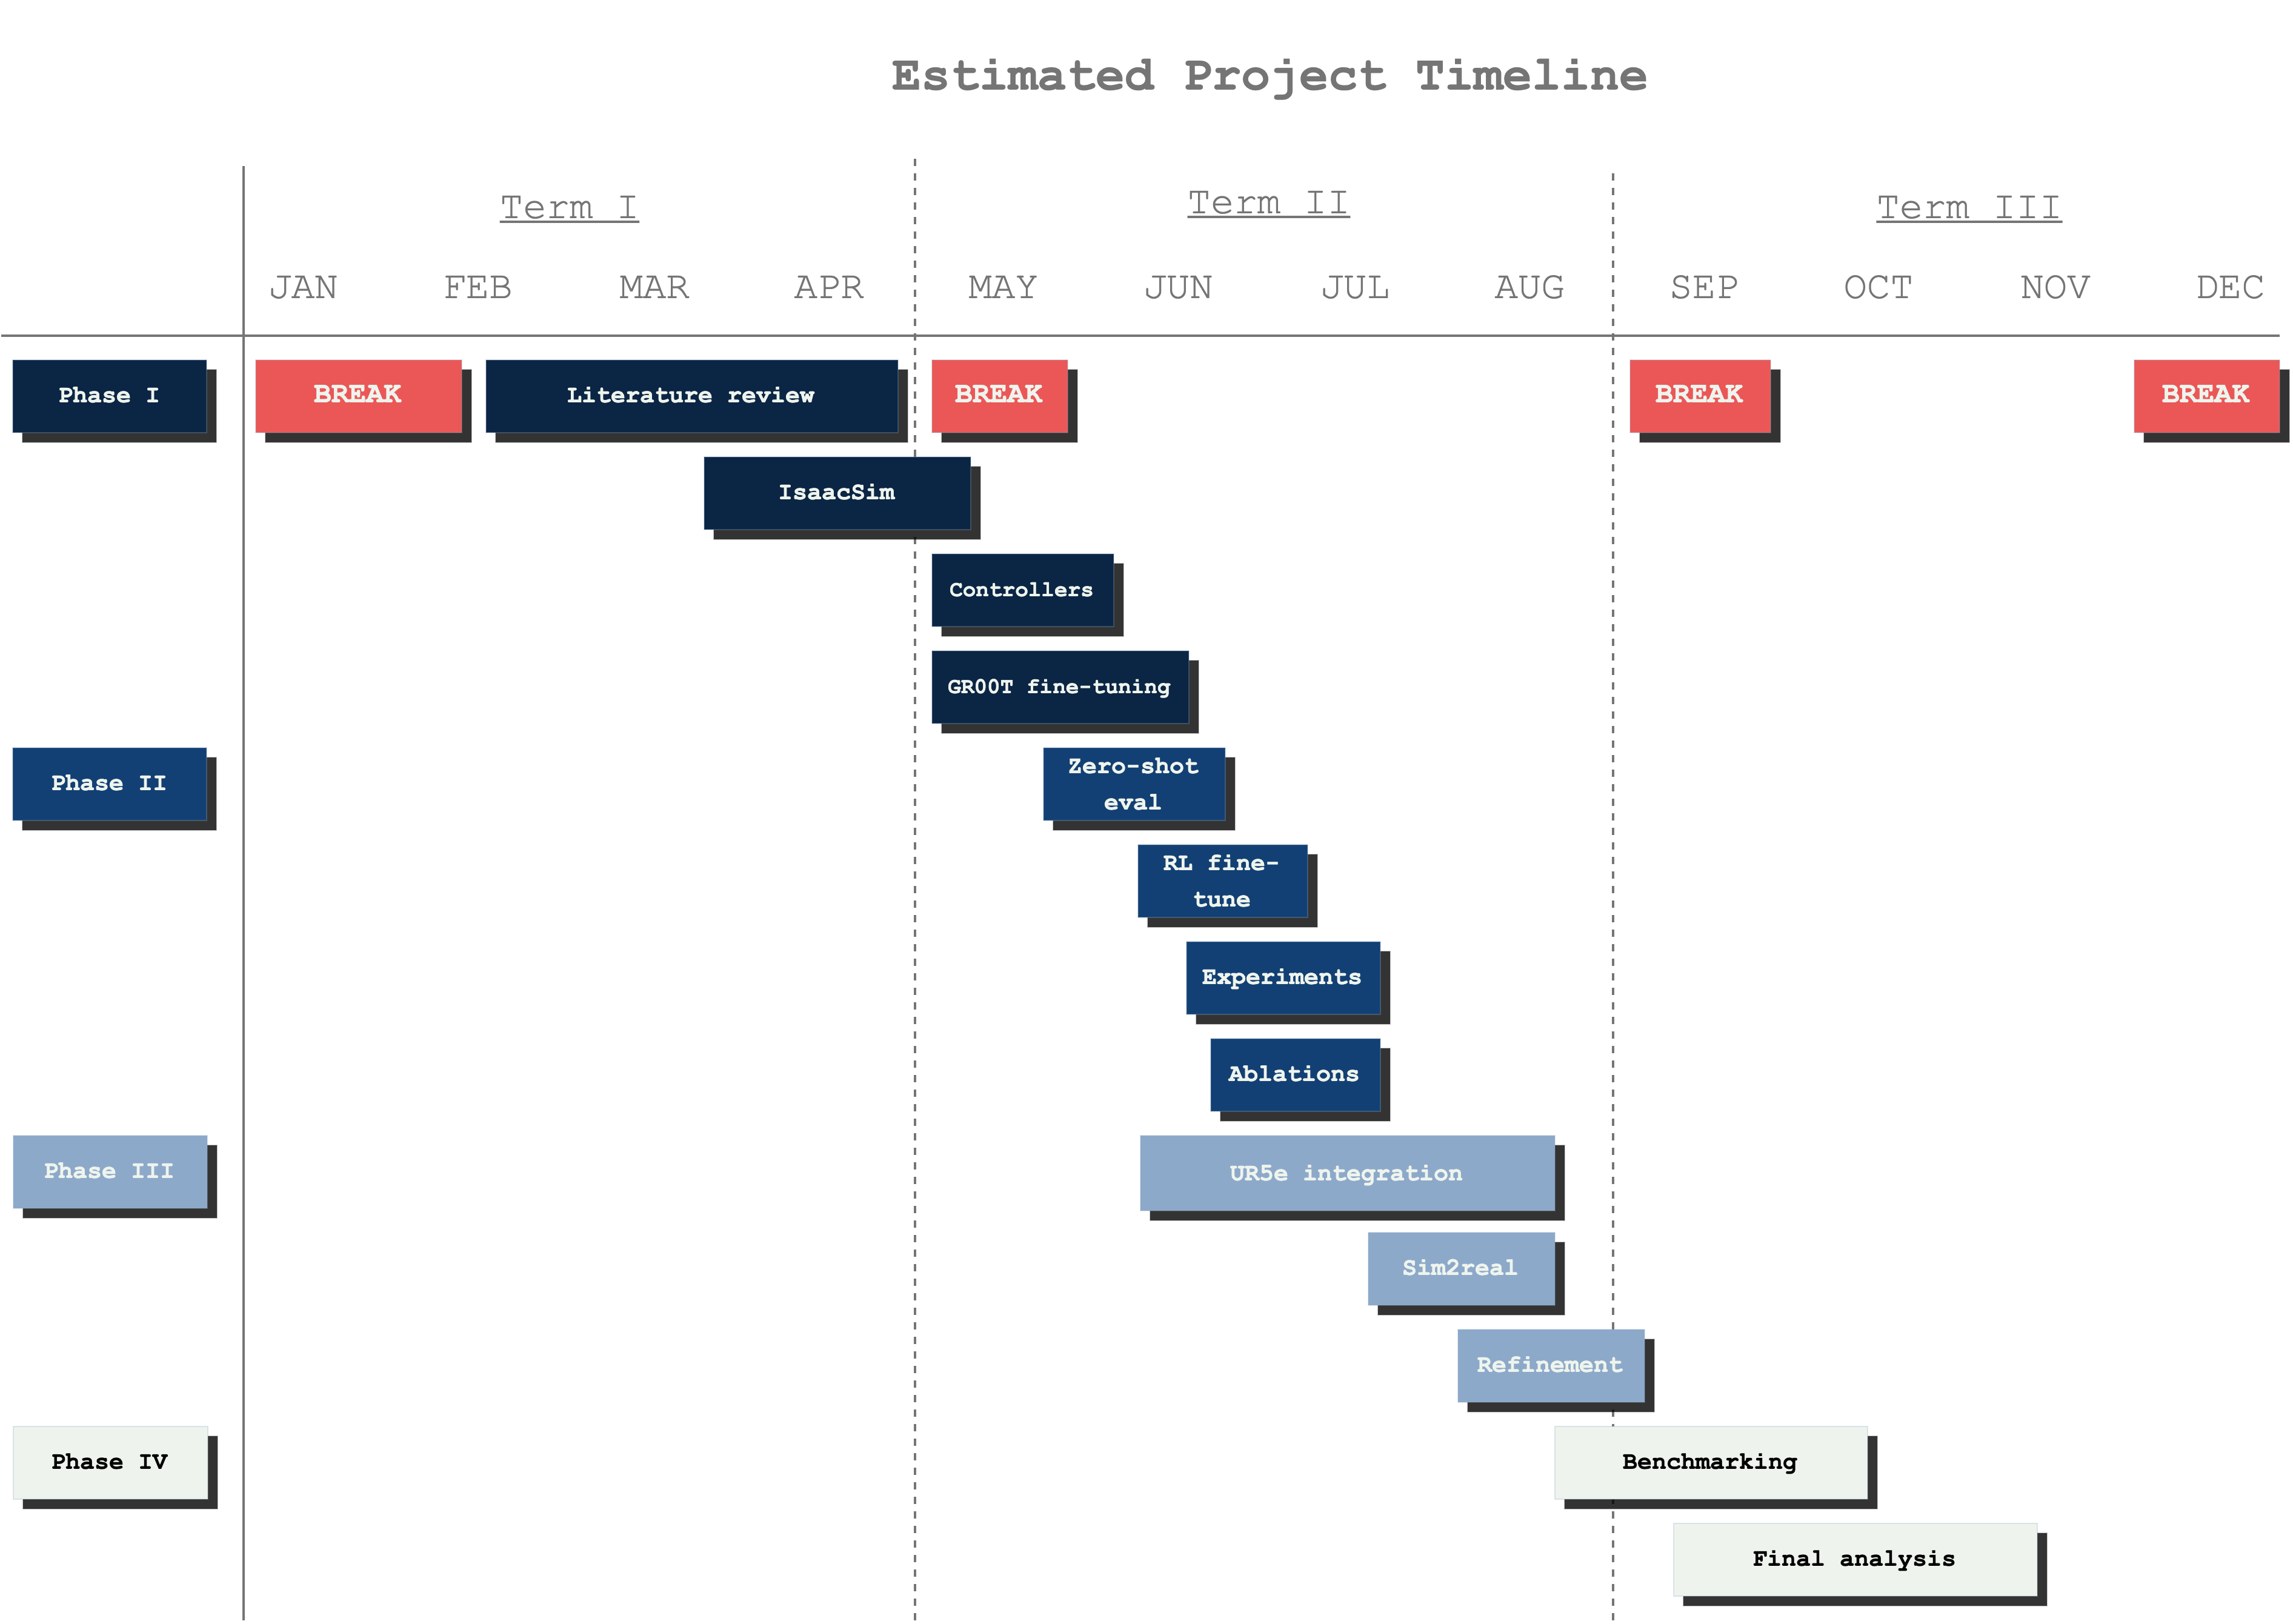 Estimated Project Timeline
Term I
Term II
Term III
JAN
FEB
MAR
APR
MAY
JUN
JUL
AUG
SEP
OCT
NOV
DEC
Phase I
BREAK
Literature review
BREAK
BREAK
BREAK
IsaacSim
Controllers
GR00T fine-tuning
Phase II
Zero-shot
eval
RL fine-
tune
Experiments
Ablations
Phase III
UR5e integration
Sim2real
Refinement
Phase IV
Benchmarking
Final analysis